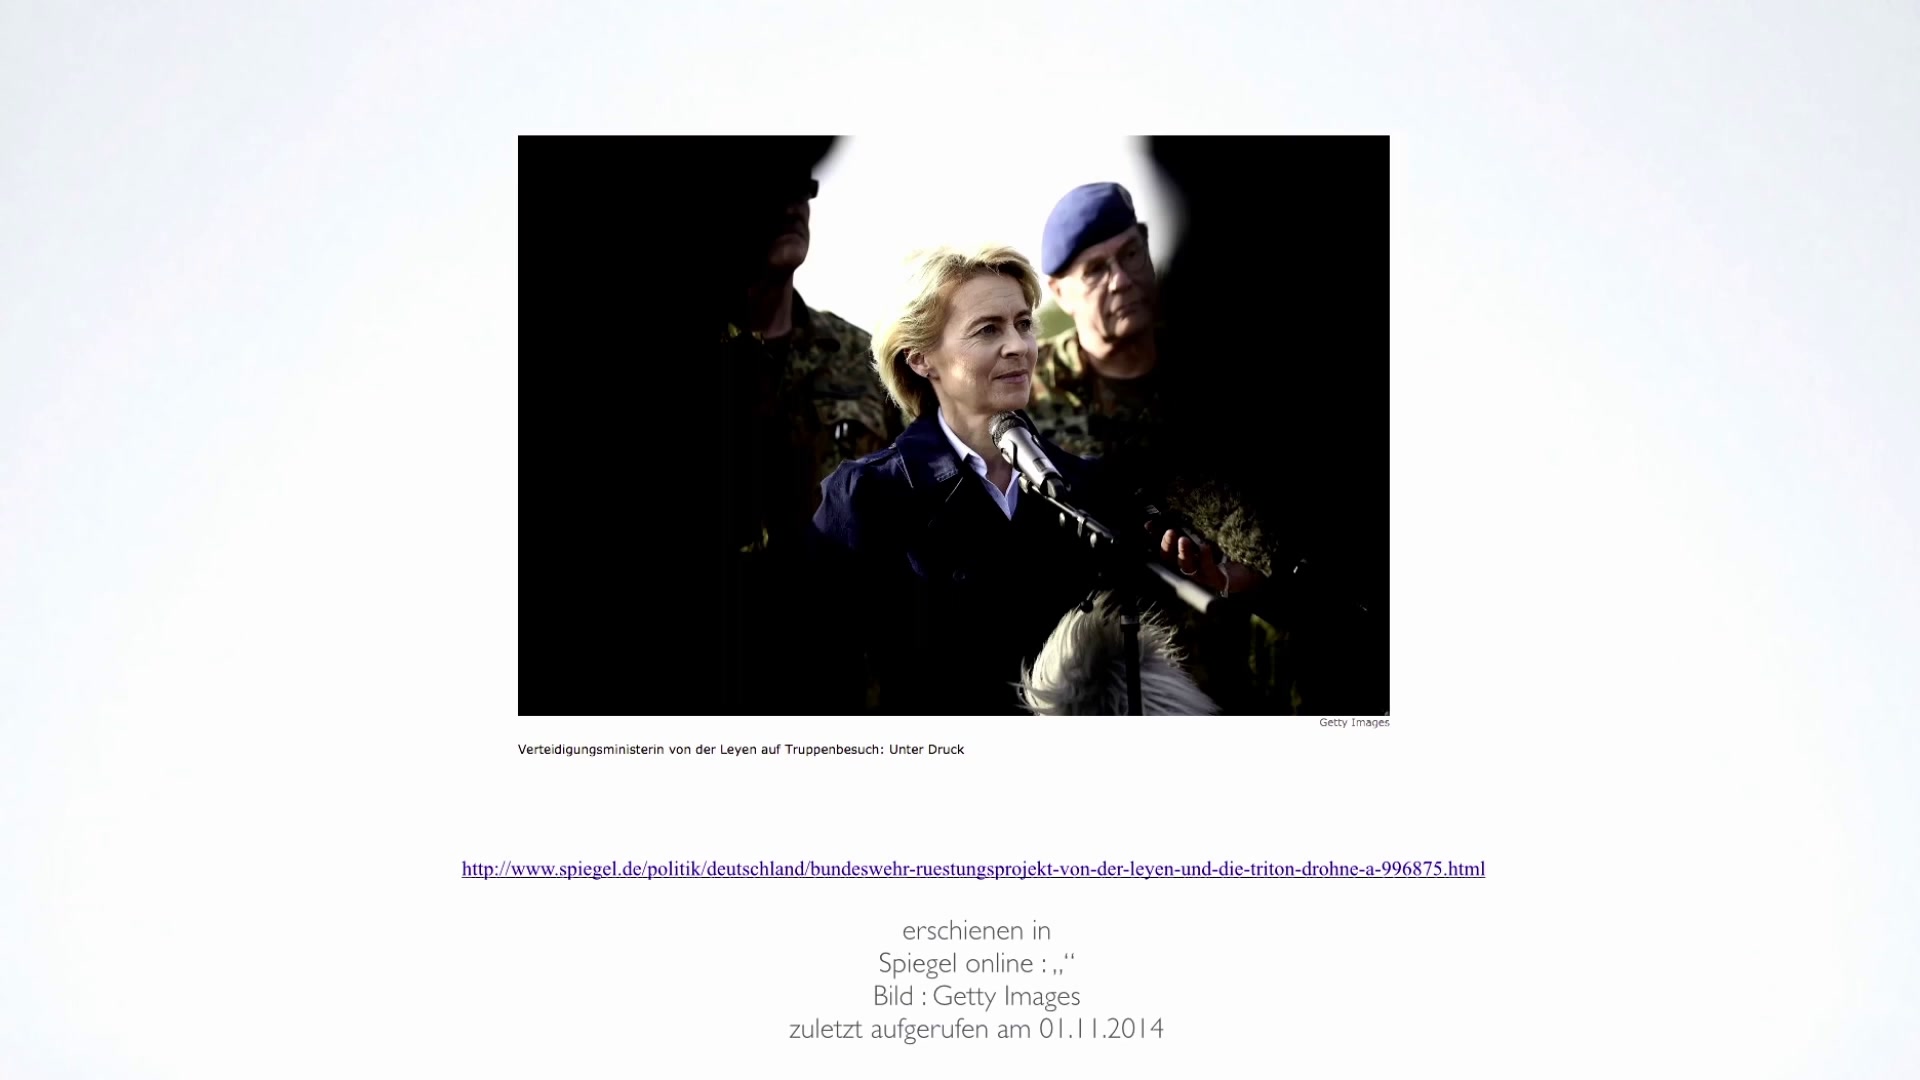 Getty Images
Verteidigungsministerin von der Leyen auf Truppenbesuch: Unter Druck
http://www.spiegel.de/politik/deutschland/bundeswehr-ruestungsprojekt-von-der-leyen-und-die-triton-drohne-a-996875.html
erschienen in
Spiegel online : „“
Bild : Getty Images
zuletzt aufgerufen am 01.11.2014